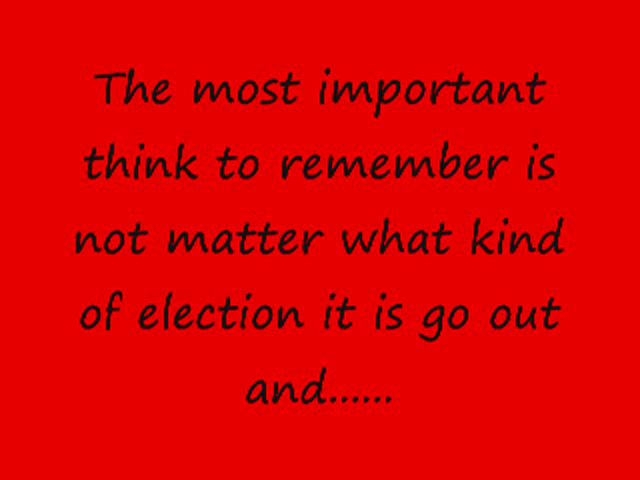 The most important
think to remember is
not matter what kind
of election it is go out
and......